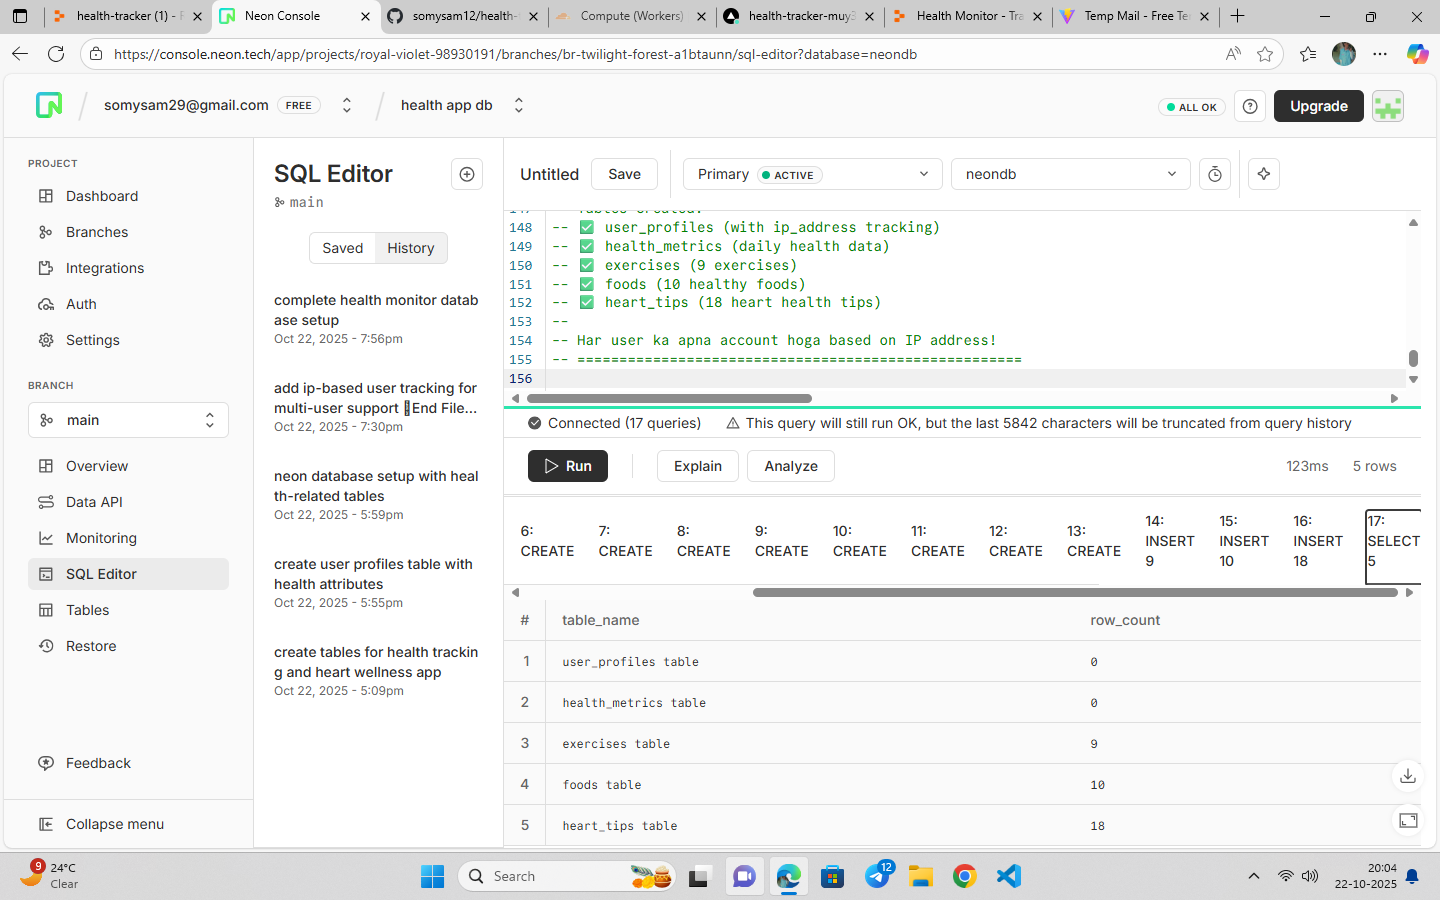 health-tracker (1) - R
Neon Console
somysam12/health-
Compute (Workers)
health-tracker-muy3
Health Monitor - Tra
Temp Mail - Free Te
https://console.neon.tech/app/projects/royal-violet-98930191/branches/br-twilight-forest-a1btaunn/sql-editor?database=neondb
somysam29@gmail.com FREE
health app db
ALL OK
Upgrade
PROJECT
Dashboard
Branches
Integrations
Auth
Settings
BRANCH
main
Overview
Data API
Monitoring
SQL Editor
Tables
Restore
Feedback
Collapse menu
SQL Editor
main
Saved History
complete health monitor datab
ase setup
Oct 22, 2025 - 7:56pm
add ip-based user tracking for
multi-user support End File...
Oct 22, 2025 - 7:30pm
neon database setup with heal
th-related tables
Oct 22, 2025 - 5:59pm
create user profiles table with
health attributes
Oct 22, 2025 - 5:55pm
create tables for health trackin
g and heart wellness app
Oct 22, 2025 - 5:09pm
Untitled Save Primary ACTIVE neondb
148 -- ✅ user_profiles (with ip_address tracking)
149 -- ✅ health_metrics (daily health data)
150 -- ✅ exercises (9 exercises)
151 -- ✅ foods (10 healthy foods)
152 -- ✅ heart_tips (18 heart health tips)
153 --
154 -- Har user ka apna account hoga based on IP address!
155 -- =====================================================
156
Connected (17 queries) This query will still run OK, but the last 5842 characters will be truncated from query history
Run Explain Analyze 123ms 5 rows
6: CREATE
7: CREATE
8: CREATE
9: CREATE
10: CREATE
11: CREATE
12: CREATE
13: CREATE
14: INSERT 9
15: INSERT 10
16: INSERT 18
17: SELECT 5
# table_name row_count
1 user_profiles table 0
2 health_metrics table 0
3 exercises table 9
4 foods table 10
5 heart_tips table 18
9
24°C
Clear
Search
12
20:04
22-10-2025